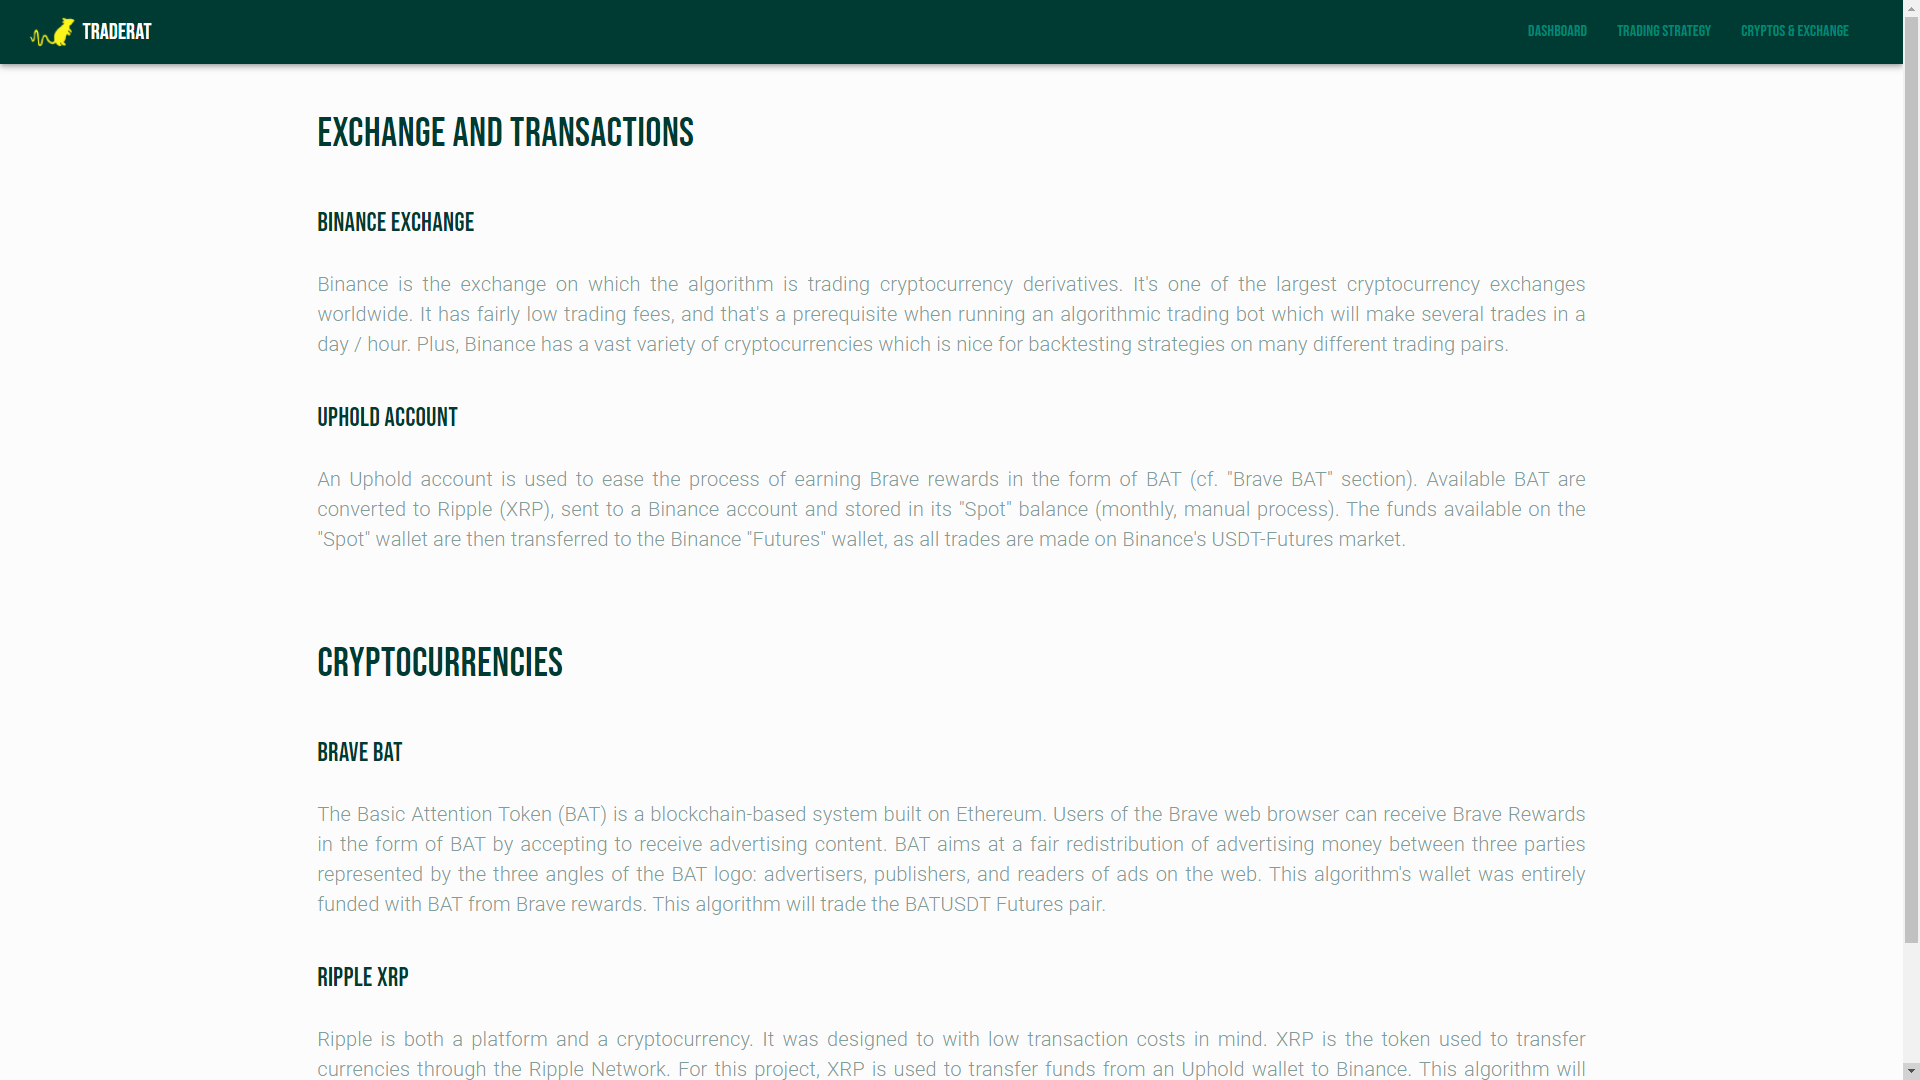 TRADERAT
DASHBOARD
TRADING STRATEGY
CRYPTOS & EXCHANGE
EXCHANGE AND TRANSACTIONS
BINANCE EXCHANGE
Binance is the exchange on which the algorithm is trading cryptocurrency derivatives. It's one of the largest cryptocurrency exchanges
worldwide. It has fairly low trading fees, and that's a prerequisite when running an algorithmic trading bot which will make several trades in a
day / hour. Plus, Binance has a vast variety of cryptocurrencies which is nice for backtesting strategies on many different trading pairs.
UPHOLD ACCOUNT
An Uphold account is used to ease the process of earning Brave rewards in the form of BAT (cf. "Brave BAT" section). Available BAT are
converted to Ripple (XRP), sent to a Binance account and stored in its "Spot" balance (monthly, manual process). The funds available on the
"Spot" wallet are then transferred to the Binance "Futures" wallet, as all trades are made on Binance's USDT-Futures market.
CRYPTOCURRENCIES
BRAVE BAT
The Basic Attention Token (BAT) is a blockchain-based system built on Ethereum. Users of the Brave web browser can receive Brave Rewards
in the form of BAT by accepting to receive advertising content. BAT aims at a fair redistribution of advertising money between three parties
represented by the three angles of the BAT logo: advertisers, publishers, and readers of ads on the web. This algorithm's wallet was entirely
funded with BAT from Brave rewards. This algorithm will trade the BATUSDT Futures pair.
RIPPLE XRP
Ripple is both a platform and a cryptocurrency. It was designed to with low transaction costs in mind. XRP is the token used to transfer
currencies through the Ripple Network. For this project, XRP is used to transfer funds from an Uphold wallet to Binance. This algorithm will